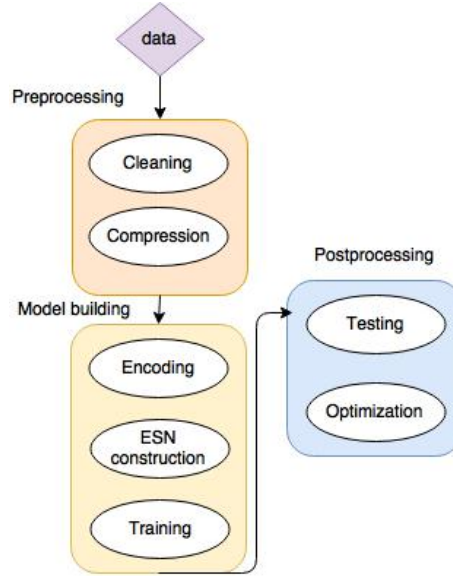 data
Preprocessing
Cleaning
Compression
Model building
Encoding
ESN
construction
Training
Postprocessing
Testing
Optimization